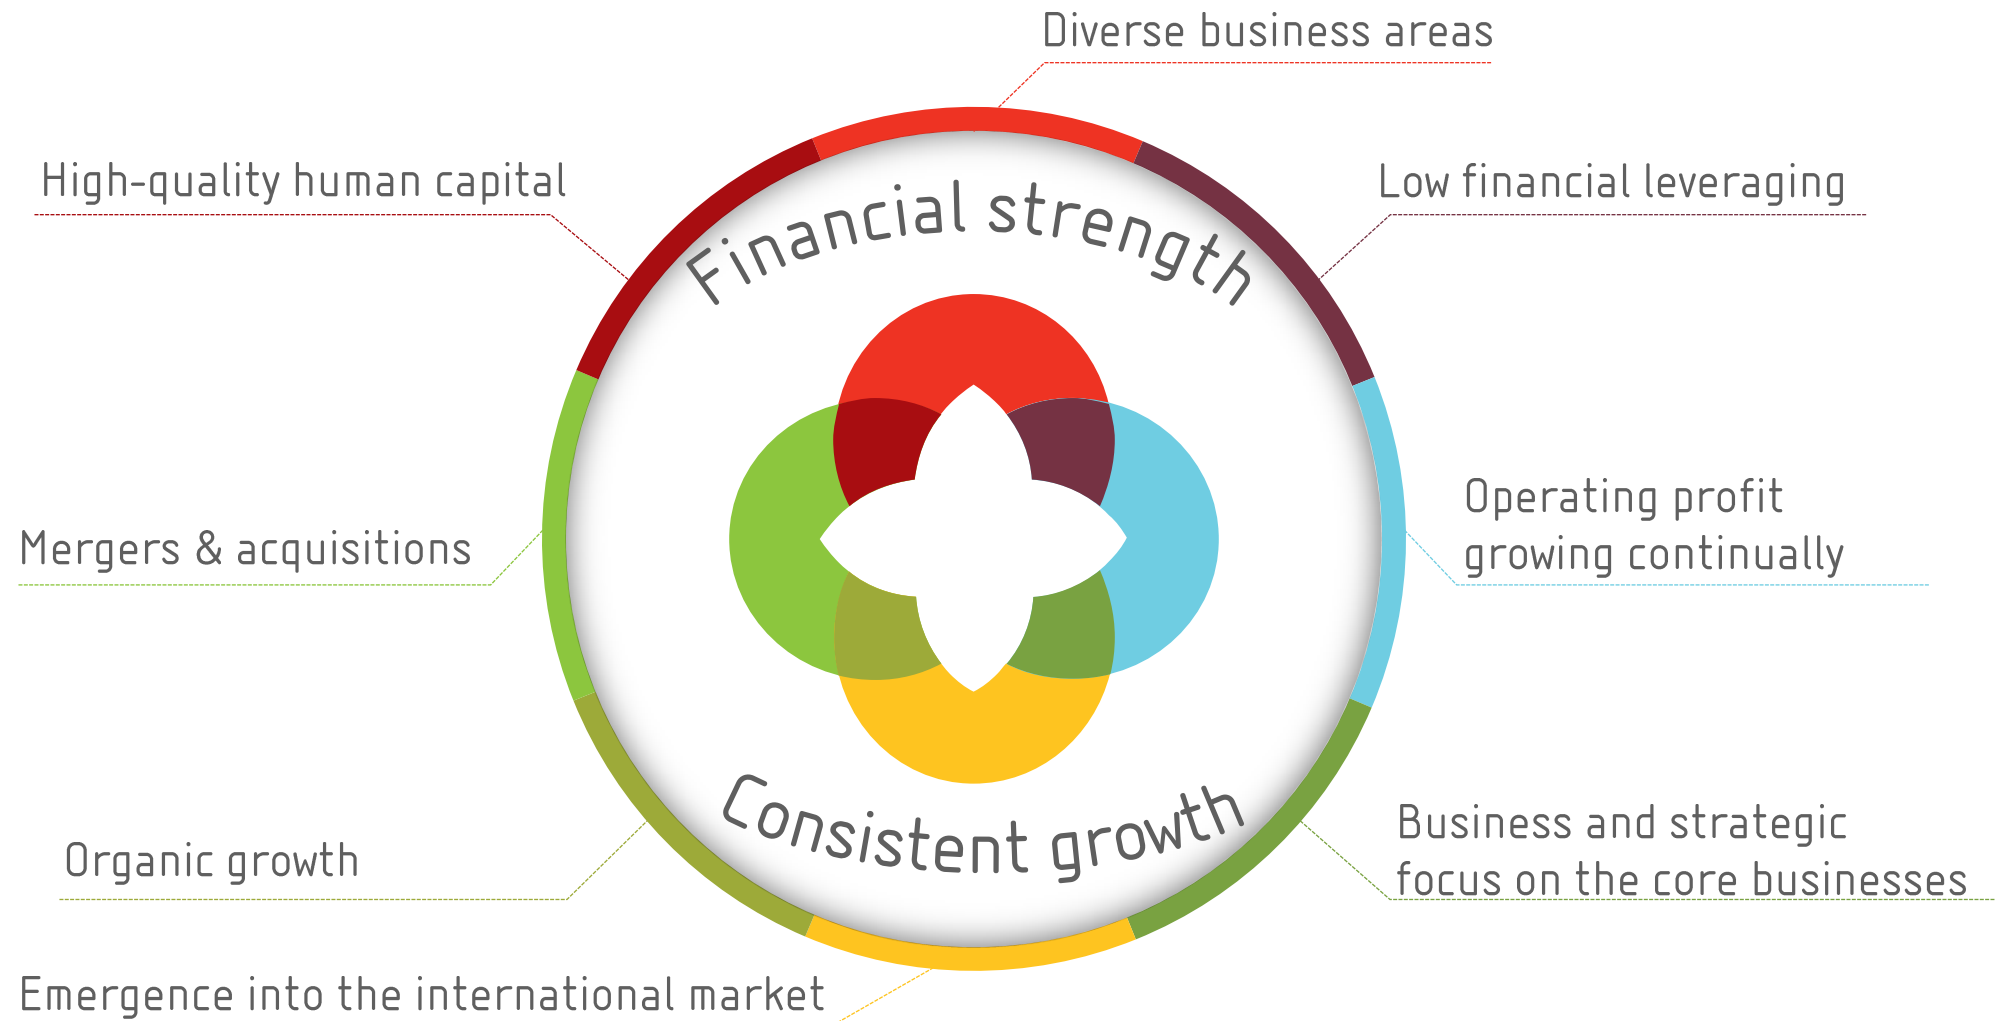 Diverse business areas
High-quality human capital
Low financial leveraging
Financial strength
Operating profit
growing continually
Mergers & acquisitions
Consistent growth
Business and strategic
focus on the core businesses
Organic growth
Emergence into the international market